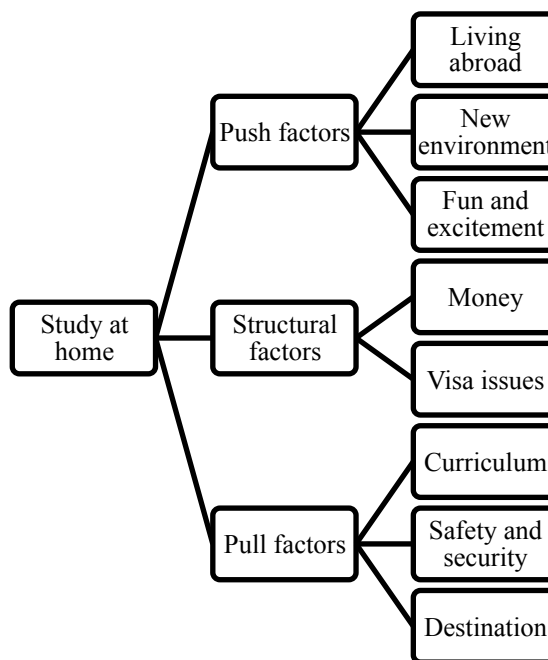 Living
abroad
Push factors
New
environment
Fun and
excitement
Study at
home
Structural
factors
Money
Visa issues
Pull factors
Curriculum
Safety and
security
Destination